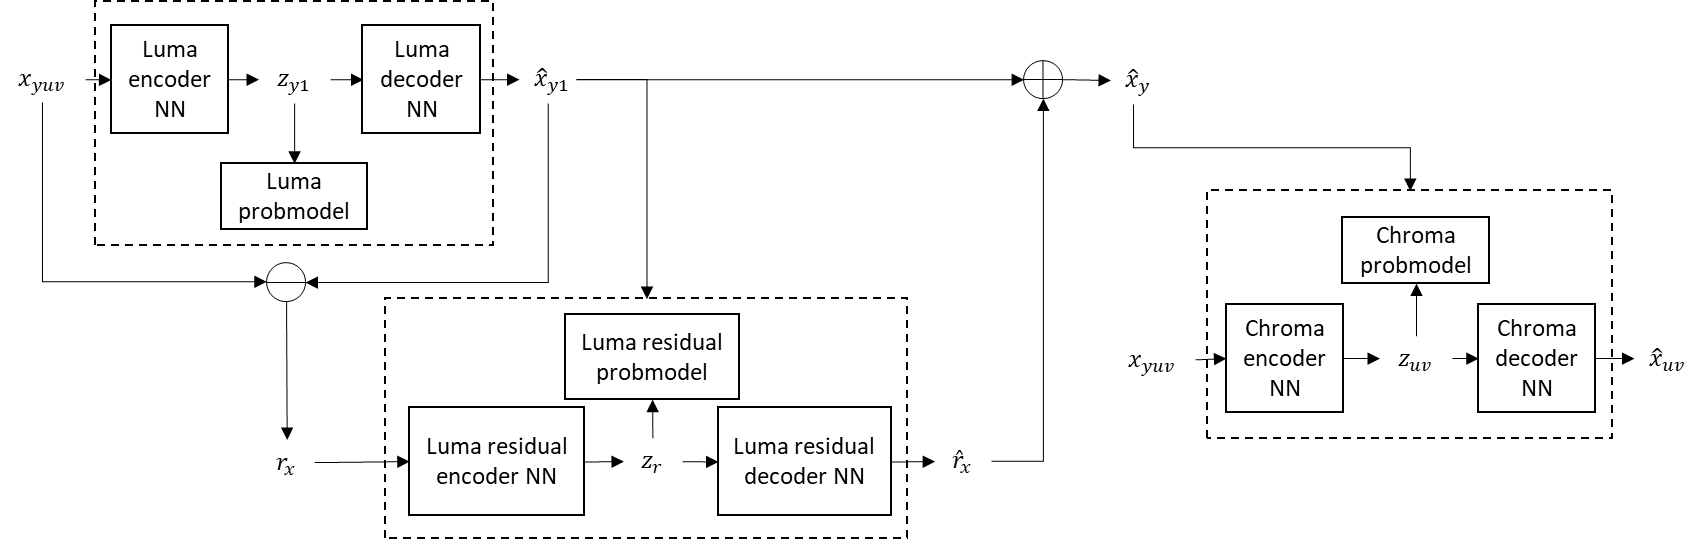 x_yuv
Luma
encoder
NN
z_y1
Luma
decoder
NN
x̂_y1
x̂_y
Luma
probmodel
Chroma
probmodel
x_yuv
Chroma
encoder
NN
z_uv
Chroma
decoder
NN
x̂_uv
Luma residual
probmodel
r_x
Luma residual
encoder NN
z_r
Luma residual
decoder NN
r̂_x